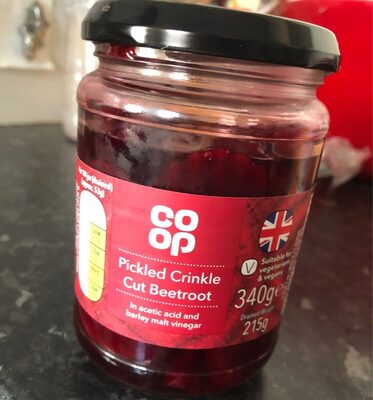 CO
OP
Pickled Crinkle
Cut Beetroot
In acetic acid and
barley malt vinegar
V
Suitable for
vegetarians
& vegans
340g℮
Drained Weight
215g